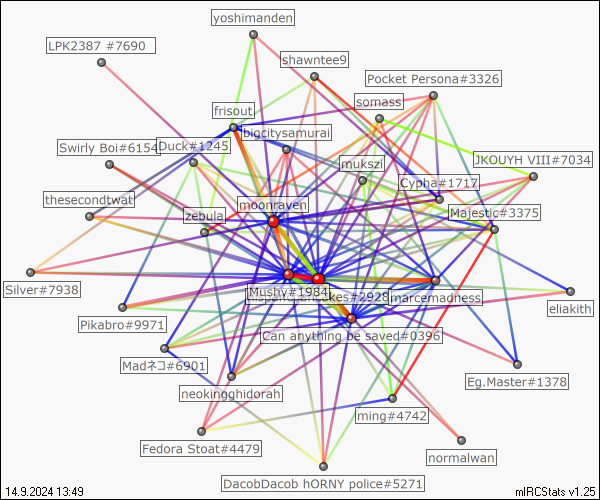 yoshimanden
LPK2387 #7690
shawntee9
Pocket Persona#3326
somass
frisout
bigcitysamurai
Swirly Boi#6154
Duck#1245
mukszi
JKOUYH VIII#7034
Cypha#1717
thesecondtwat
moonraven
zebula
Majestic#3375
Silver#7938
Mushy#1984
cakes#2928
marcemadness
eliakith
Pikabro#9971
Can anything be saved#0396
Madネコ#6901
Eg.Master#1378
neokingghidorah
ming#4742
Fedora Stoat#4479
normalwan
DacobDacob hORNY police#5271
14.9.2024 13:49
mIRCStats v1.25